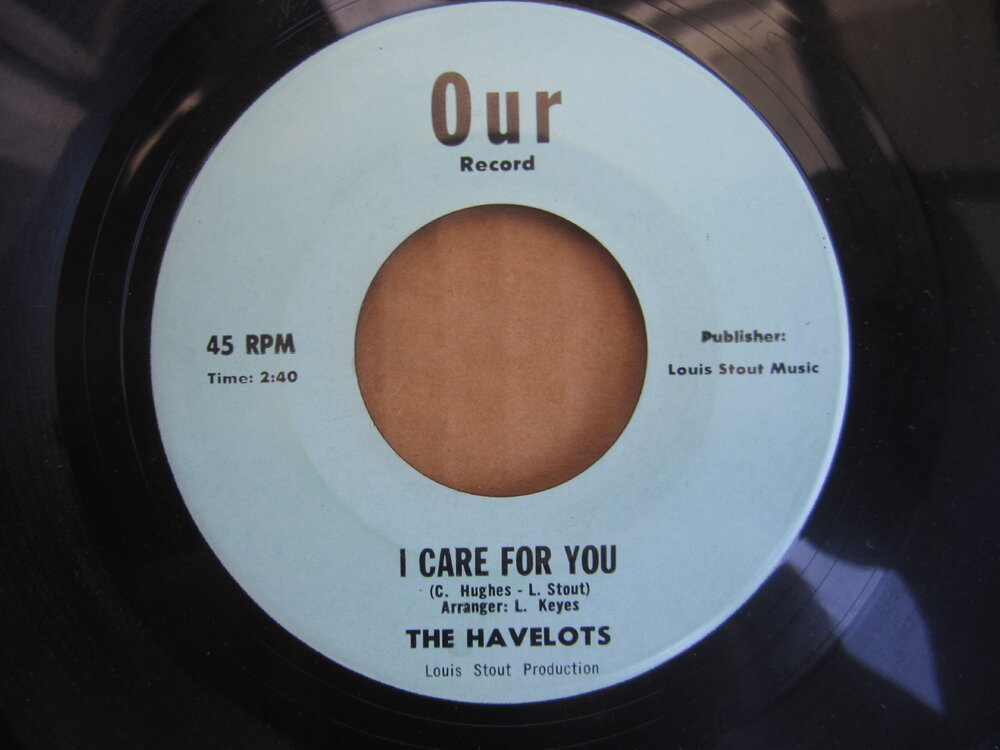 Our
Record
45 RPM
Time: 2:40
Publisher:
Louis Stout Music
I CARE FOR YOU
(C. Hughes - L. Stout)
Arranger: L. Keyes
THE HAVELOTS
Louis Stout Production